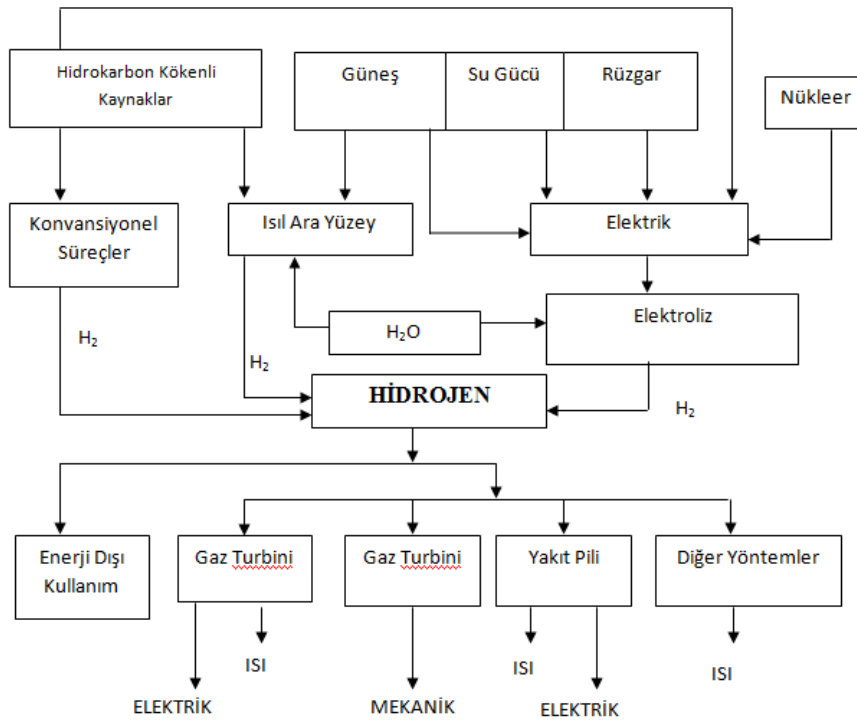 Hidrokarbon Kökenli
Kaynaklar
Güneş
Su Gücü
Rüzgar
Nükleer
Konvansiyonel
Süreçler
Isıl Ara Yüzey
Elektrik
H₂O
Elektroliz
H₂
H₂
H₂
HİDROJEN
Enerji Dışı
Kullanım
Gaz Turbini
Gaz Turbini
Yakıt Pili
Diğer Yöntemler
ISI
ISI
ISI
ELEKTRİK
MEKANİK
ELEKTRİK